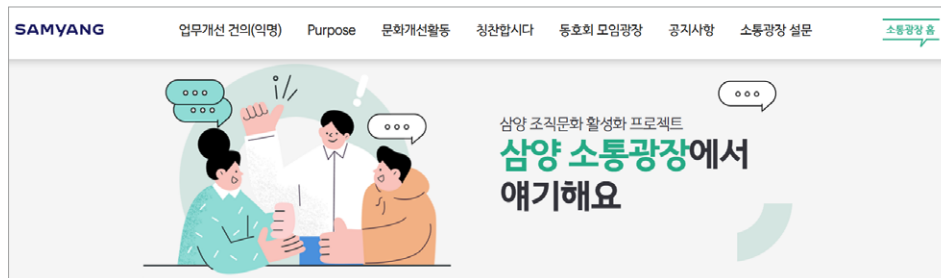 SAMYANG
업무개선 건의(익명) Purpose 문화개선활동 칭찬합시다 동호회 모임광장 공지사항 소통광장 설문
소통광장 홈
삼양 조직문화 활성화 프로젝트
삼양 소통광장에서
얘기해요